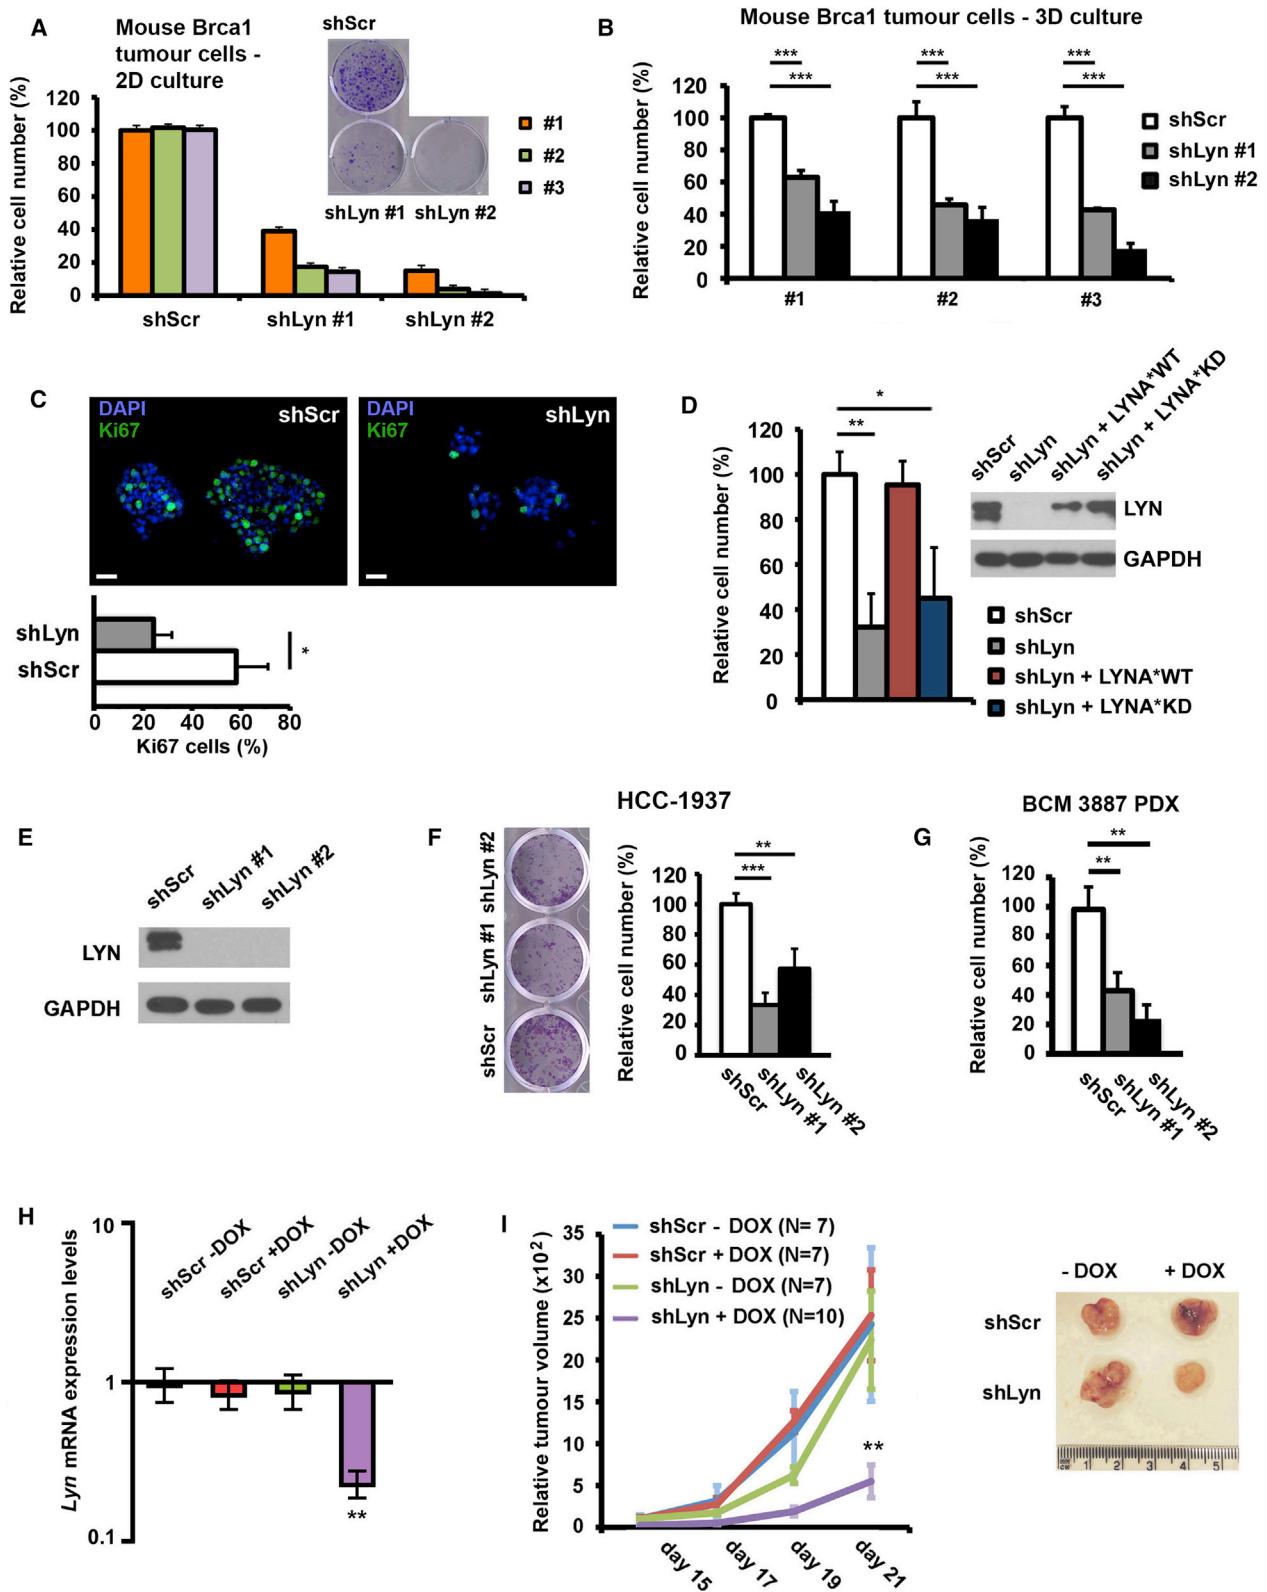 A
Mouse Brca1
tumour cells -
2D culture
shScr
shLyn #1 shLyn #2
#1
#2
#3
Relative cell number (%)
120
100
80
60
40
20
0
shScr shLyn #1 shLyn #2
B
Mouse Brca1 tumour cells - 3D culture
*** *** ***
*** *** ***
Relative cell number (%)
120
100
80
60
40
20
0
#1 #2 #3
shScr
shLyn #1
shLyn #2
C
DAPI
Ki67
shScr
DAPI
Ki67
shLyn
shLyn
shScr
*
0 20 40 60 80
Ki67 cells (%)
D
*
**
Relative cell number (%)
120
100
80
60
40
20
0
shScr
shLyn
shLyn + LYNA*WT
shLyn + LYNA*KD
LYN
GAPDH
shScr
shLyn
shLyn + LYNA*WT
shLyn + LYNA*KD
E
shScr
shLyn #1
shLyn #2
LYN
GAPDH
F
HCC-1937
shScr shLyn #1 shLyn #2
**
***
Relative cell number (%)
120
100
80
60
40
20
0
shScr
shLyn #1
shLyn #2
G
BCM 3887 PDX
**
**
Relative cell number (%)
120
100
80
60
40
20
0
shScr
shLyn #1
shLyn #2
H
Lyn mRNA expression levels
10
1
0.1
shScr -DOX
shScr +DOX
shLyn -DOX
shLyn +DOX
**
I
Relative tumour volume (x10²)
35
30
25
20
15
10
5
0
shScr - DOX (N= 7)
shScr + DOX (N=7)
shLyn - DOX (N=7)
shLyn + DOX (N=10)
**
day 15
day 17
day 19
day 21
- DOX + DOX
shScr
shLyn
1 2 3 4 5